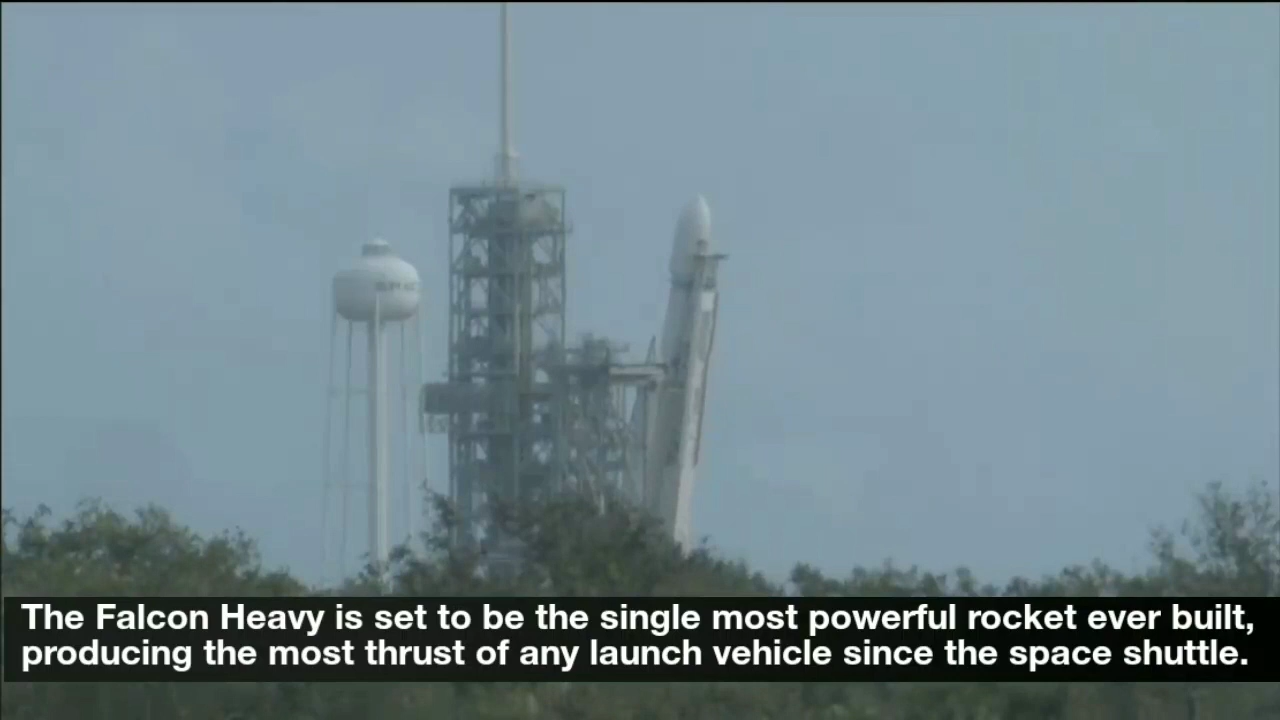 The Falcon Heavy is set to be the single most powerful rocket ever built,
producing the most thrust of any launch vehicle since the space shuttle.